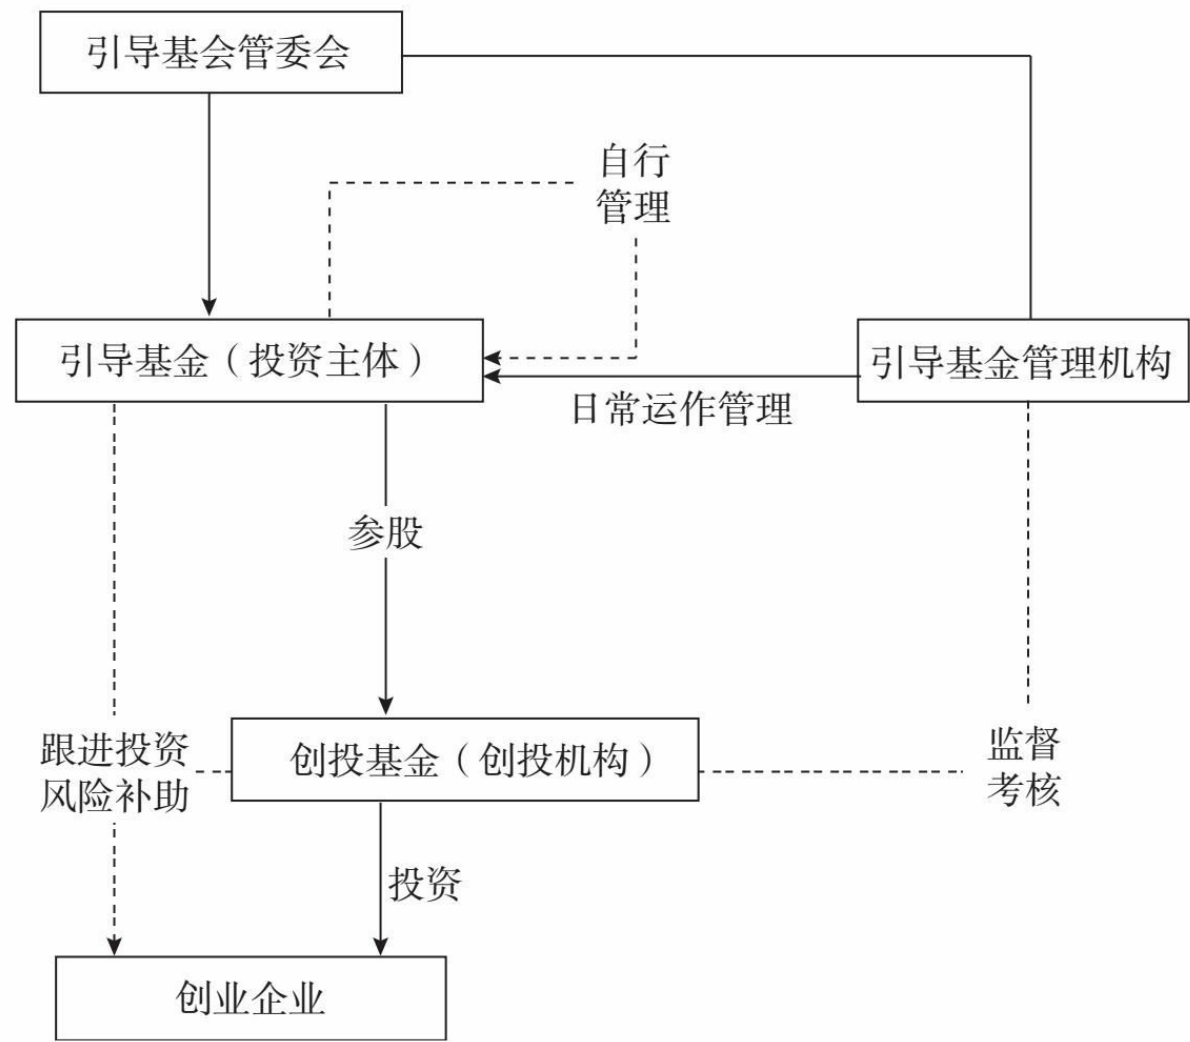 引导基会管委会
自行
管理
引导基金（投资主体）
引导基金管理机构
日常运作管理
参股
跟进投资
风险补助
创投基金（创投机构）
监督
考核
投资
创业企业